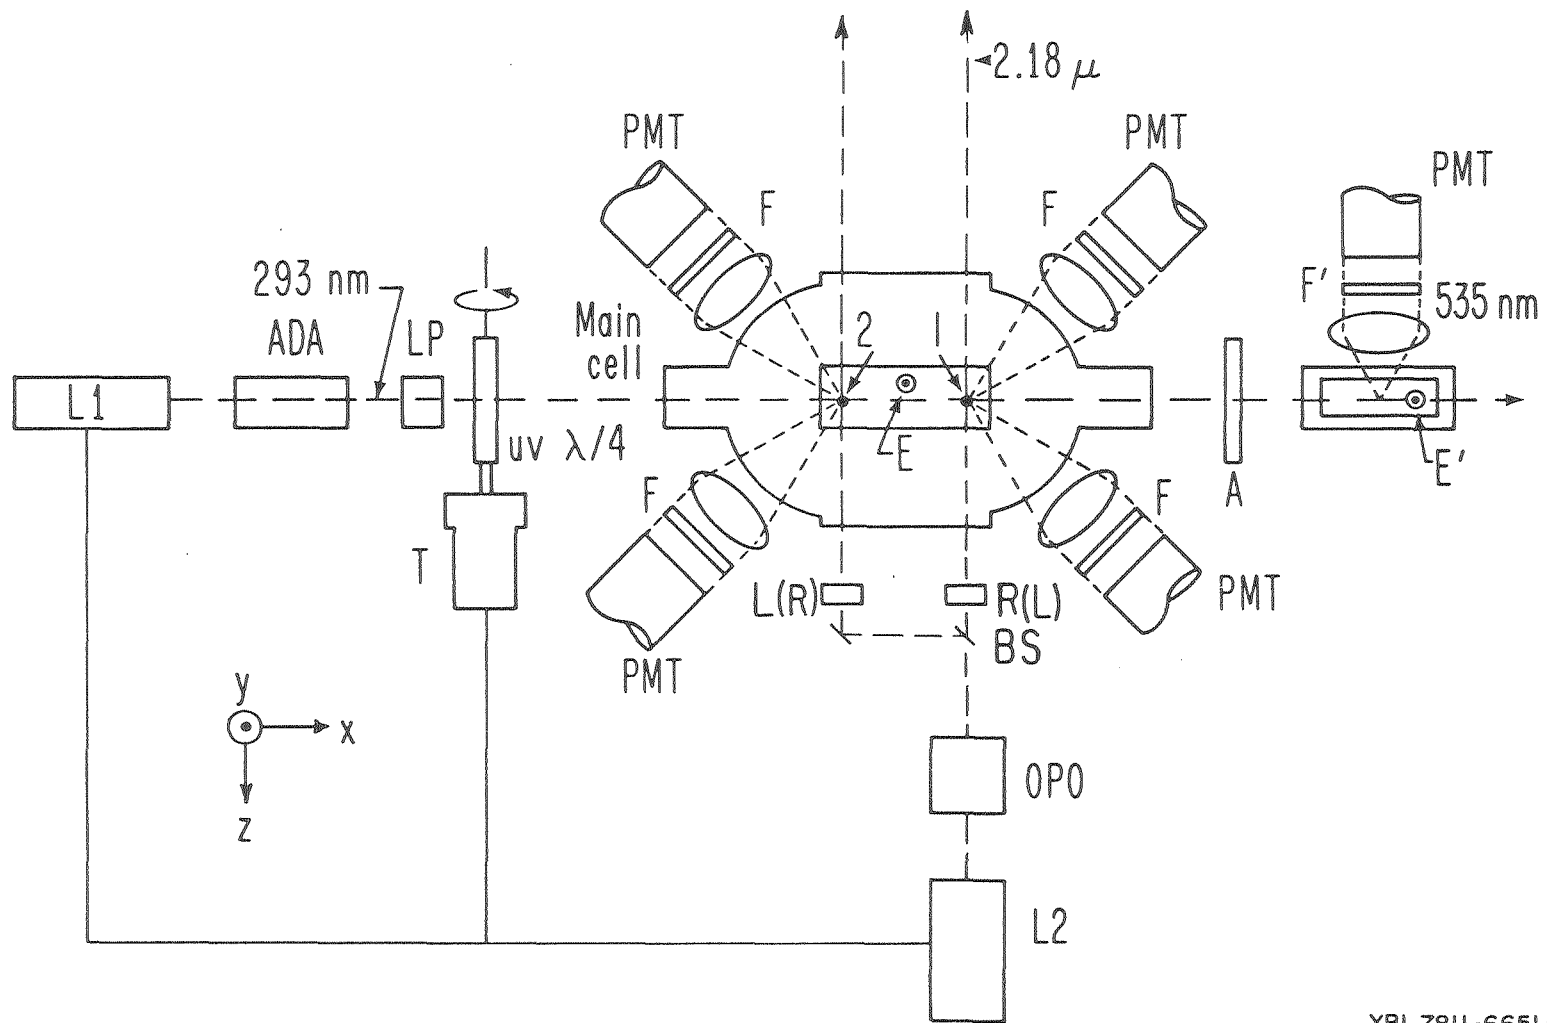 2.18 μ
PMT
PMT
PMT
F
F
293 nm
ADA
LP
Main
cell
2
1
F'
535 nm
L1
uv λ/4
E
E'
A
F
F
T
L(R)
R(L)
BS
PMT
PMT
y
x
z
OPO
L2